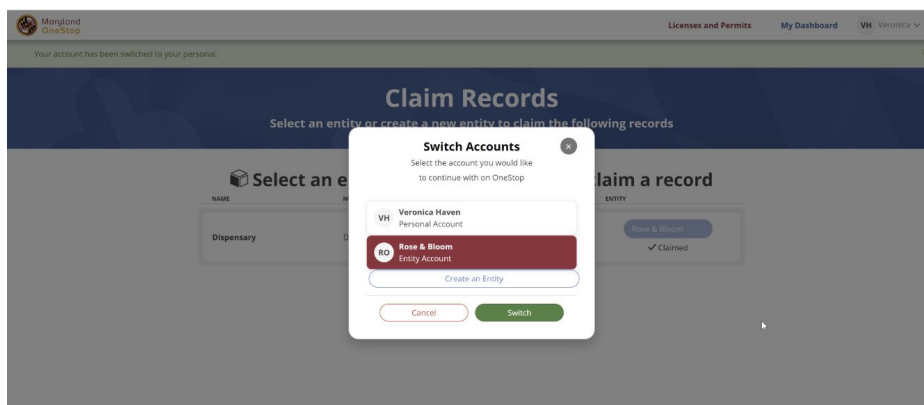 Maryland
OneStop
Licenses and Permits
My Dashboard
VH Veronica
Your account has been switched to your personal.
Claim Records
Select an entity or create a new entity to claim the following records
Select an e
laim a record
NAME
ENTITY
Dispensary
D
Rose & Bloom
Claimed
Switch Accounts
Select the account you would like
to continue with on OneStop
VH
Veronica Haven
Personal Account
RO
Rose & Bloom
Entity Account
Create an Entity
Cancel
Switch